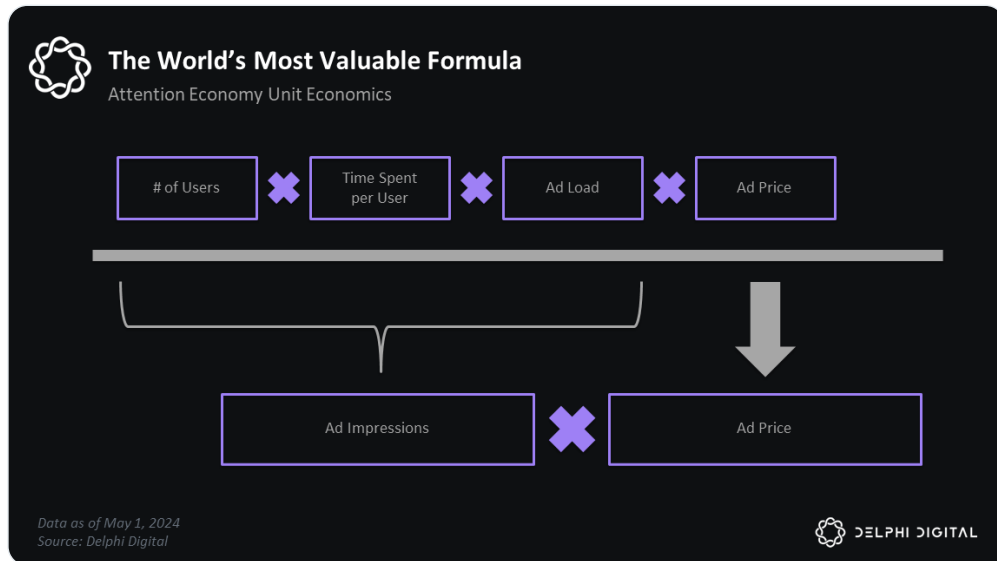 The World’s Most Valuable Formula
Attention Economy Unit Economics
# of Users
Time Spent
per User
Ad Load
Ad Price
Ad Impressions
Ad Price
Data as of May 1, 2024
Source: Delphi Digital
DELPHI DIGITAL